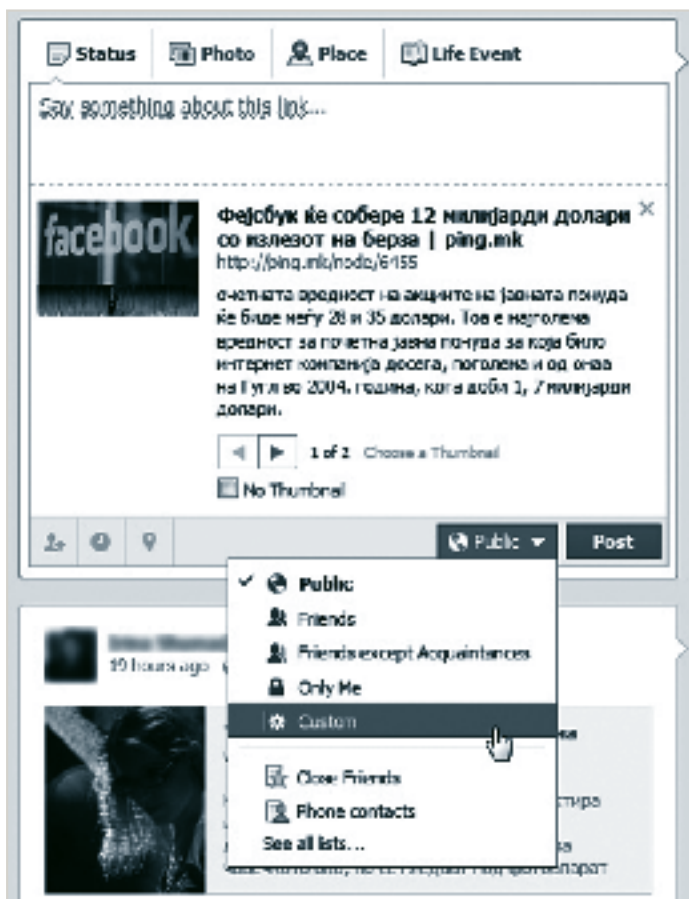 Status Photo Place Life Event
Say something about this link...
facebook
Фејсбук ќе собере 12 милијарди долари
со излезот на берза | ping.mk
http://ping.mk/node/6455
очетната вредност на акциите на јавната понуда
ќе биде меѓу 28 и 35 долари. Тоа е најголема
вредност за почетна јавна понуда за која било
интернет компанија досега, поголема и од онаа
на Гугл во 2004. година, кога доби 1, 7 милијарди
долари.
1 of 2 Choose a Thumbnail
No Thumbnail
Public Post
Public
Friends
Friends except Acquaintances
19 hours ago
Only Me
Custom
Close Friends
Phone contacts
See all lists...